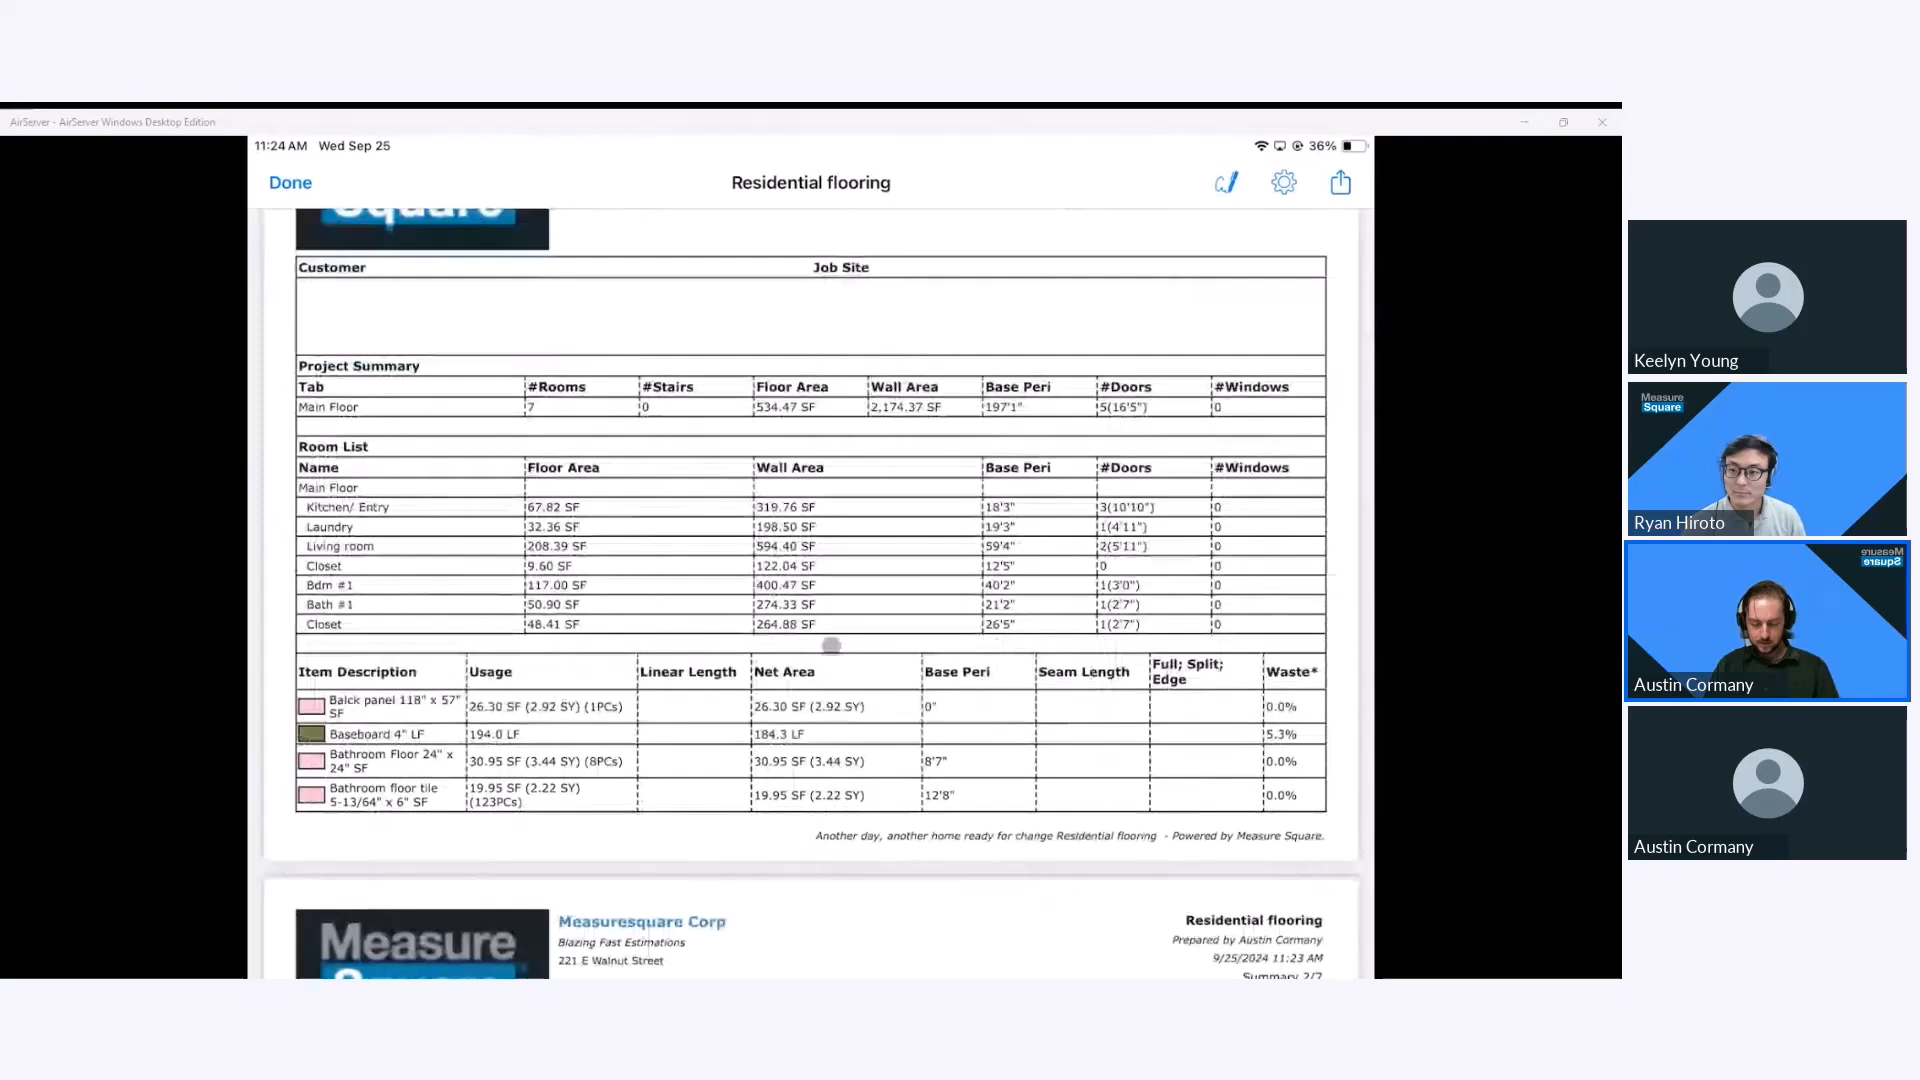 AirServer - AirServer Windows Desktop Edition
11:24 AM Wed Sep 25
36%
Done
Residential flooring
Square
Customer Job Site
Project Summary
Tab #Rooms #Stairs Floor Area Wall Area Base Peri #Doors #Windows
Main Floor 7 0 534.47 SF 2,174.37 SF 197'1" 5(16'5") 0
Room List
Name Floor Area Wall Area Base Peri #Doors #Windows
Main Floor
Kitchen/ Entry 67.82 SF 319.76 SF 18'3" 3(10'10") 0
Laundry 32.36 SF 198.50 SF 19'3" 1(4'11") 0
Living room 208.39 SF 594.40 SF 59'4" 2(5'11") 0
Closet 9.60 SF 122.04 SF 12'5" 0 0
Bdm #1 117.00 SF 400.47 SF 40'2" 1(3'0") 0
Bath #1 50.90 SF 274.33 SF 21'2" 1(2'7") 0
Closet 48.41 SF 264.88 SF 26'5" 1(2'7") 0
Item Description Usage Linear Length Net Area Base Peri Seam Length Full; Split; Edge Waste*
Balck panel 118" x 57" SF 26.30 SF (2.92 SY) (1PCs) 26.30 SF (2.92 SY) 0" 0.0%
Baseboard 4" LF 194.0 LF 184.3 LF 5.3%
Bathroom Floor 24" x 24" SF 30.95 SF (3.44 SY) (8PCs) 30.95 SF (3.44 SY) 8'7" 0.0%
Bathroom floor tile 5-13/64" x 6" SF 19.95 SF (2.22 SY) (123PCs) 19.95 SF (2.22 SY) 12'8" 0.0%
Another day, another home ready for change Residential flooring - Powered by Measure Square.
Measure
Measuresquare Corp
Blazing Fast Estimations
221 E Walnut Street
Residential flooring
Prepared by Austin Cormany
9/25/2024 11:23 AM
Summary 2/7
Keelyn Young
Measure
Square
Ryan Hiroto
Measure
Square
Austin Cormany
Austin Cormany